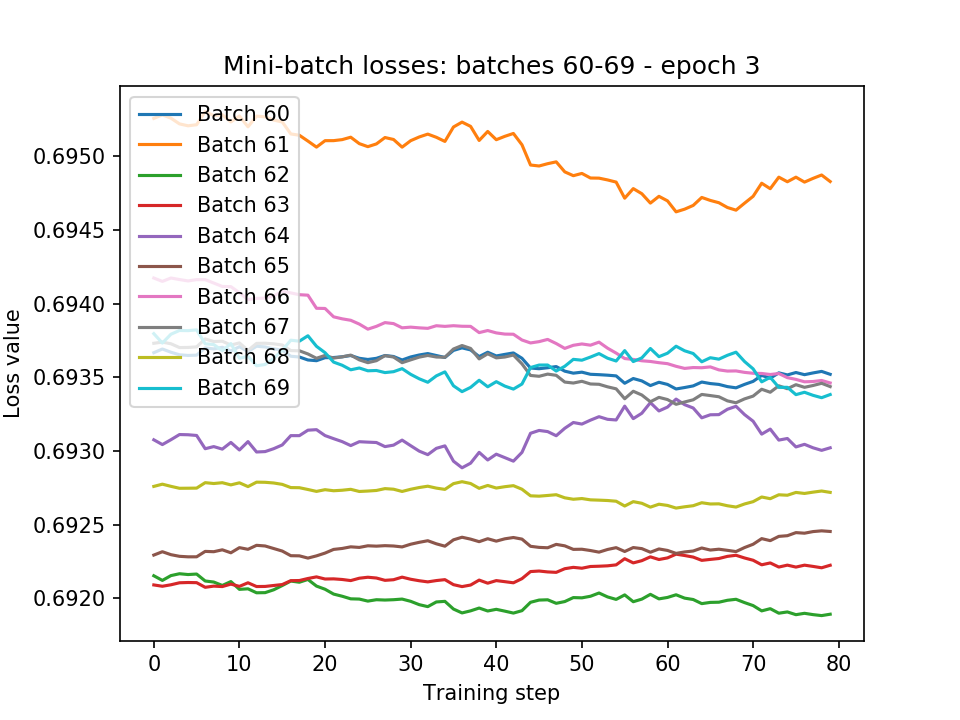 Mini-batch losses: batches 60-69 - epoch 3
Batch 60
Batch 61
Batch 62
Batch 63
Batch 64
Batch 65
Batch 66
Batch 67
Batch 68
Batch 69
0.6950
0.6945
0.6940
0.6935
0.6930
0.6925
0.6920
Loss value
0 10 20 30 40 50 60 70 80
Training step